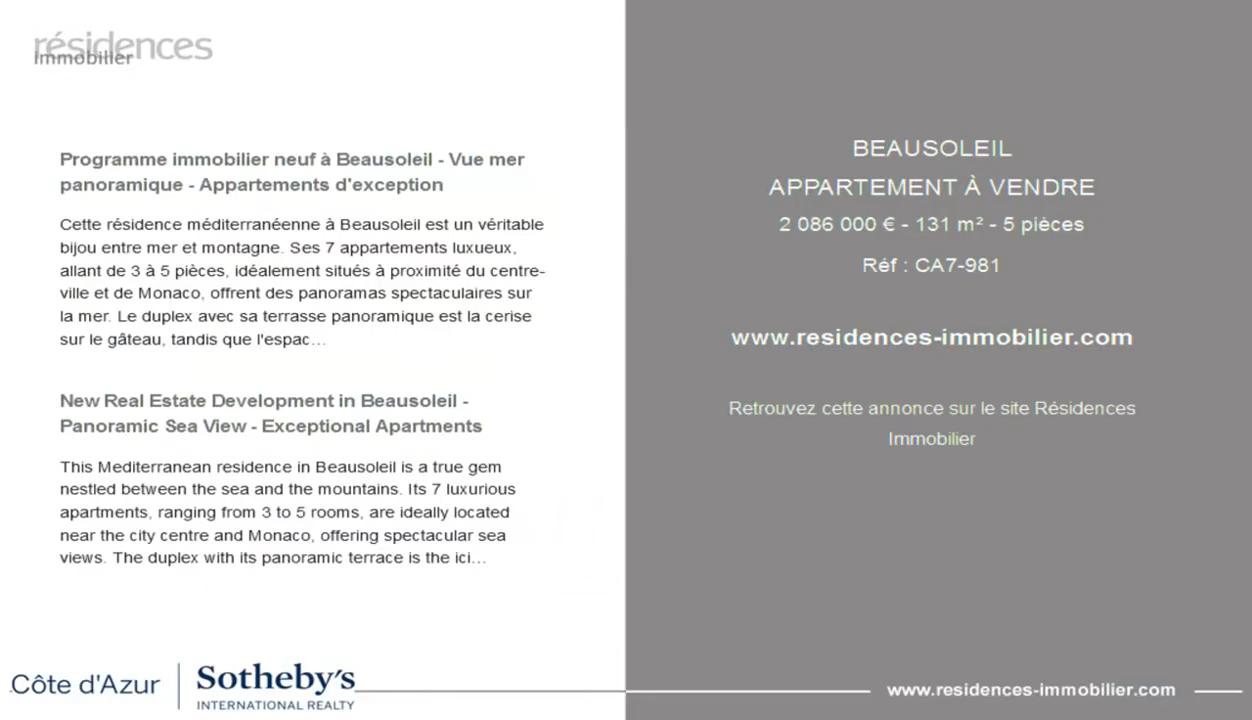 résidences
Immobilier
Programme immobilier neuf à Beausoleil - Vue mer
panoramique - Appartements d'exception
Cette résidence méditerranéenne à Beausoleil est un véritable
bijou entre mer et montagne. Ses 7 appartements luxueux,
allant de 3 à 5 pièces, idéalement situés à proximité du centre-
ville et de Monaco, offrent des panoramas spectaculaires sur
la mer. Le duplex avec sa terrasse panoramique est la cerise
sur le gâteau, tandis que l'espac...
New Real Estate Development in Beausoleil -
Panoramic Sea View - Exceptional Apartments
This Mediterranean residence in Beausoleil is a true gem
nestled between the sea and the mountains. Its 7 luxurious
apartments, ranging from 3 to 5 rooms, are ideally located
near the city centre and Monaco, offering spectacular sea
views. The duplex with its panoramic terrace is the ici...
Côte d'Azur
Sotheby's
INTERNATIONAL REALTY
BEAUSOLEIL
APPARTEMENT À VENDRE
2 086 000 € - 131 m² - 5 pièces
Réf : CA7-981
www.residences-immobilier.com
Retrouvez cette annonce sur le site Résidences
Immobilier
www.residences-immobilier.com